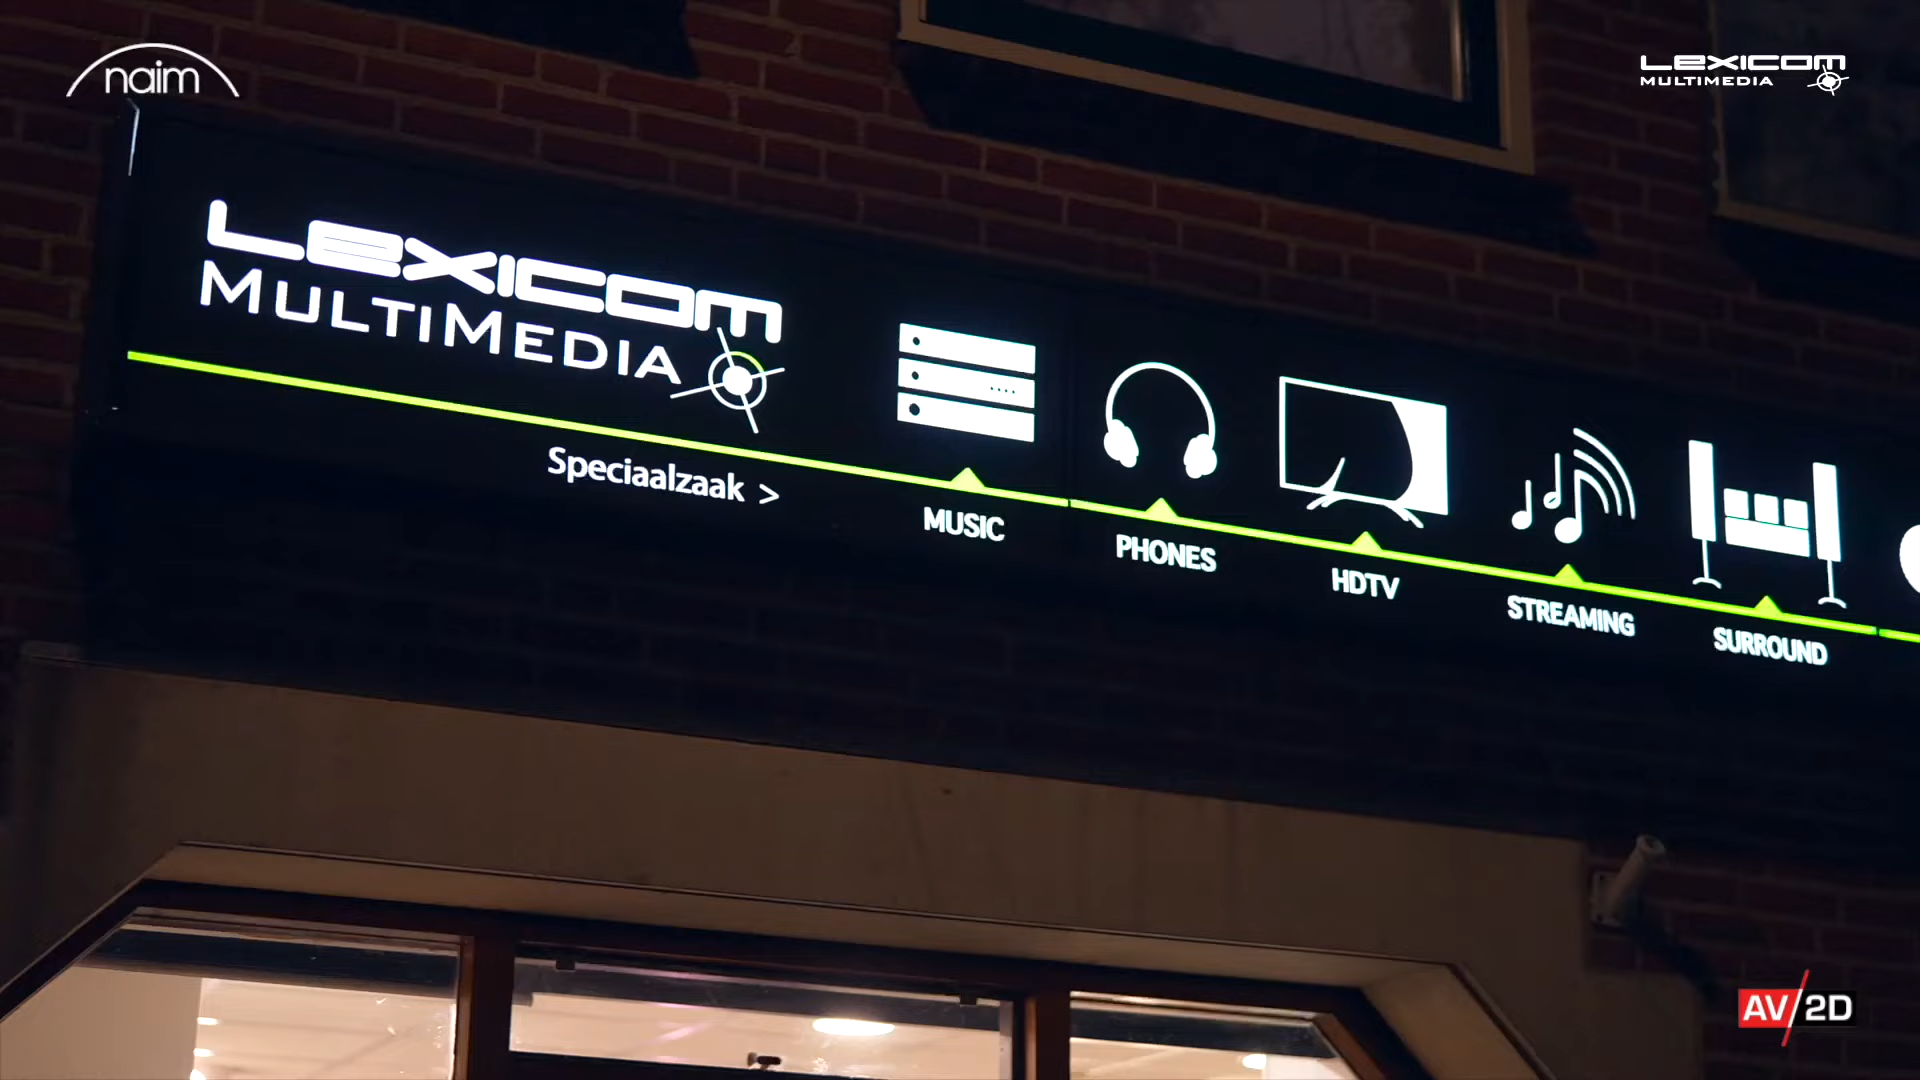 naim
LEXICOM
MULTIMEDIA
LEXICOM
MULTIMEDIA
Speciaalzaak >
MUSIC
PHONES
HDTV
STREAMING
SURROUND
AV/2D